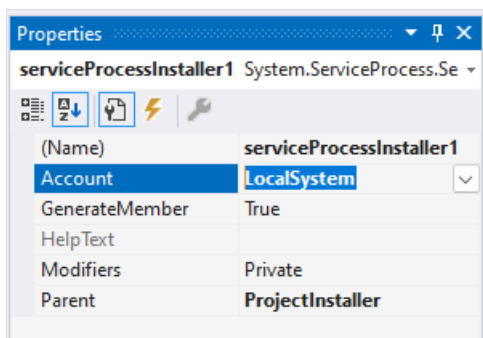 Properties
serviceProcessInstaller1 System.ServiceProcess.Se
(Name) serviceProcessInstaller1
Account LocalSystem
GenerateMember True
HelpText
Modifiers Private
Parent ProjectInstaller